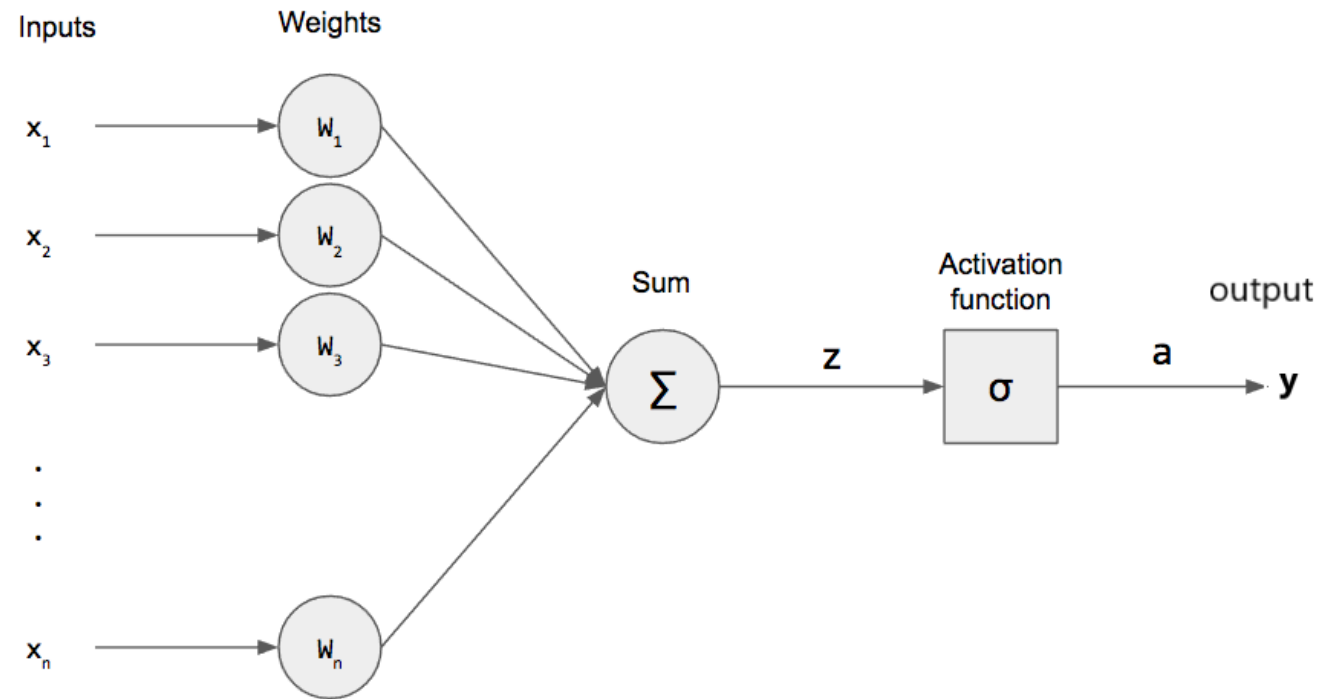 Inputs
Weights
x₁
W₁
x₂
W₂
x₃
W₃
.
.
.
xₙ
Wₙ
Sum
Σ
z
Activation
function
σ
a
output
y